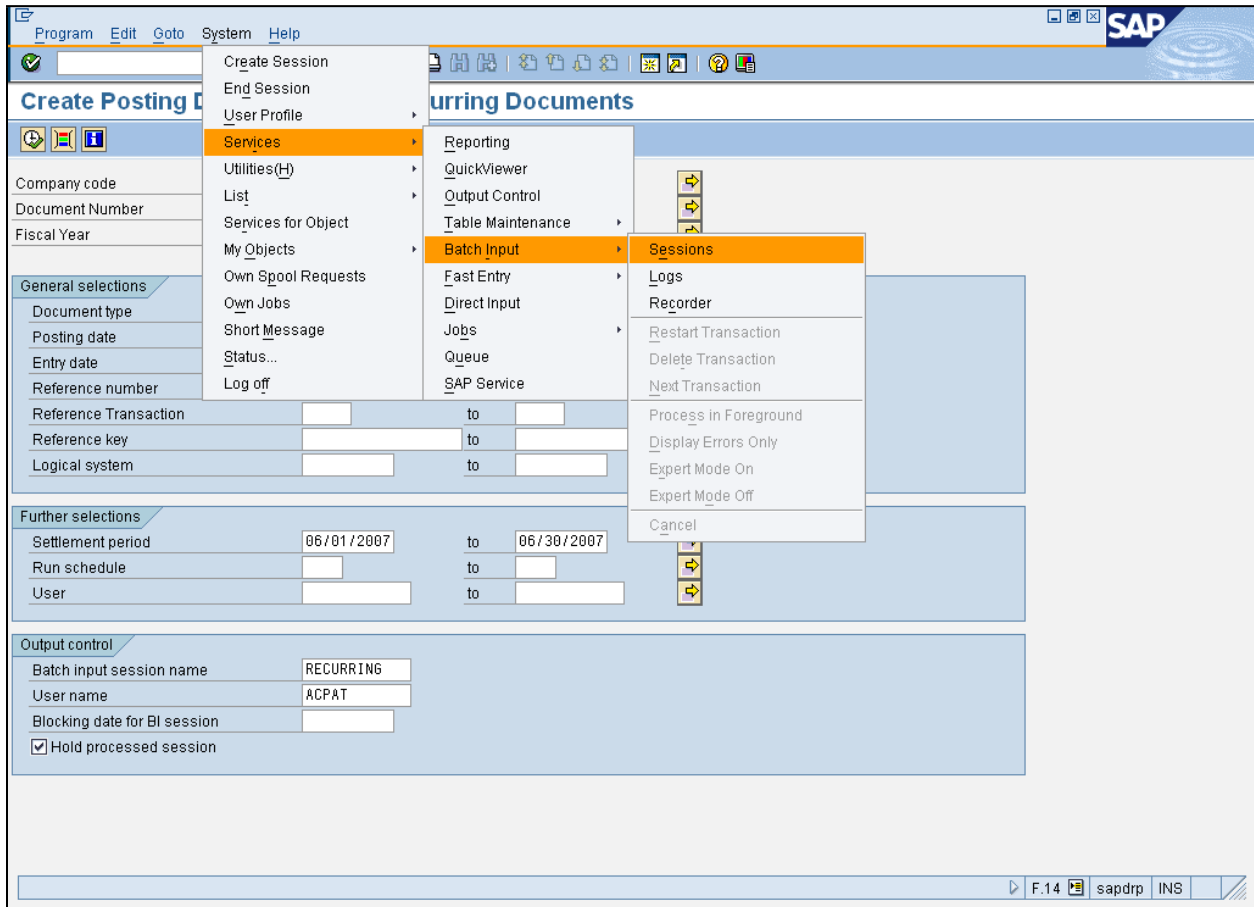 Program Edit Goto System Help
SAP
Create Session
End Session
User Profile
Services
Utilities(H)
List
Services for Object
My Objects
Own Spool Requests
Own Jobs
Short Message
Status...
Log off
Reporting
QuickViewer
Output Control
Table Maintenance
Batch Input
Fast Entry
Direct Input
Jobs
Queue
SAP Service
Sessions
Logs
Recorder
Restart Transaction
Delete Transaction
Next Transaction
Process in Foreground
Display Errors Only
Expert Mode On
Expert Mode Off
Cancel
Create Posting D urring Documents
Company code
Document Number
Fiscal Year
General selections
Document type
Posting date
Entry date
Reference number
Reference Transaction to
Reference key to
Logical system to
Further selections
Settlement period 06/01/2007 to 06/30/2007
Run schedule to
User to
Output control
Batch input session name RECURRING
User name ACPAT
Blocking date for BI session
Hold processed session
F.14 sapdrp INS